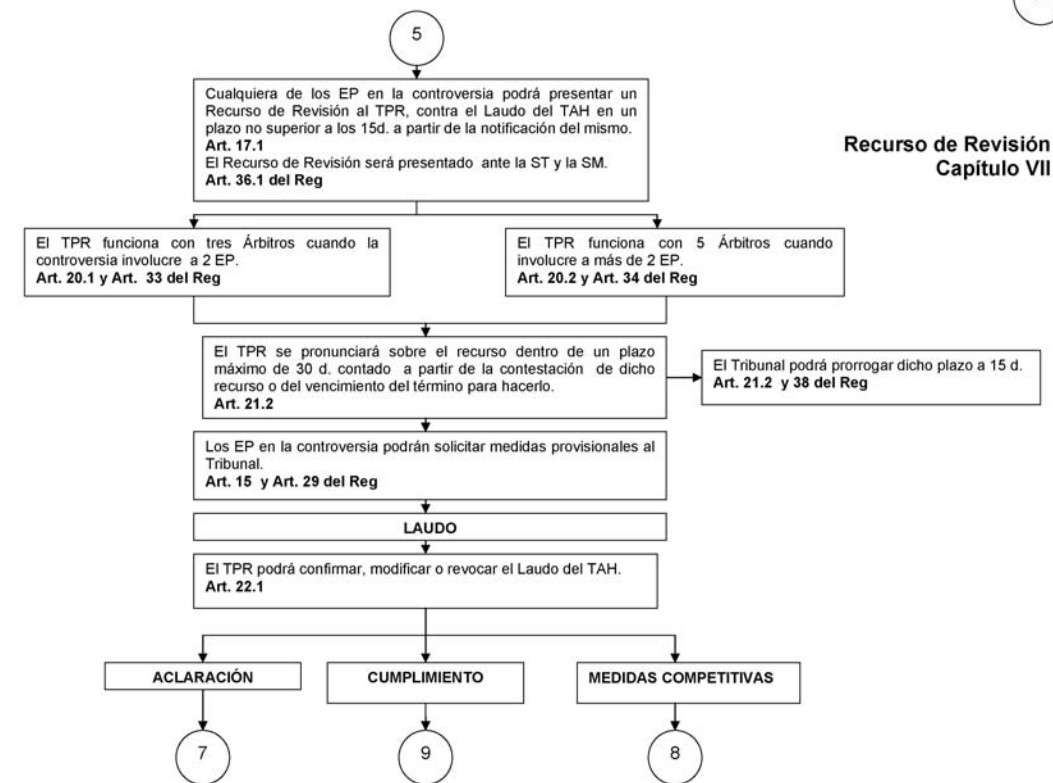 5
Cualquiera de los EP en la controversia podrá presentar un
Recurso de Revisión al TPR, contra el Laudo del TAH en un
plazo no superior a los 15d. a partir de la notificación del mismo.
Art. 17.1
El Recurso de Revisión será presentado ante la ST y la SM.
Art. 36.1 del Reg
Recurso de Revisión
Capítulo VII
El TPR funciona con tres Árbitros cuando la
controversia involucre a 2 EP.
Art. 20.1 y Art. 33 del Reg
El TPR funciona con 5 Árbitros cuando
involucre a más de 2 EP.
Art. 20.2 y Art. 34 del Reg
El TPR se pronunciará sobre el recurso dentro de un plazo
máximo de 30 d. contado a partir de la contestación de dicho
recurso o del vencimiento del término para hacerlo.
Art. 21.2
El Tribunal podrá prorrogar dicho plazo a 15 d.
Art. 21.2 y 38 del Reg
Los EP en la controversia podrán solicitar medidas provisionales al
Tribunal.
Art. 15 y Art. 29 del Reg
LAUDO
El TPR podrá confirmar, modificar o revocar el Laudo del TAH.
Art. 22.1
ACLARACIÓN
CUMPLIMIENTO
MEDIDAS COMPETITIVAS
7
9
8